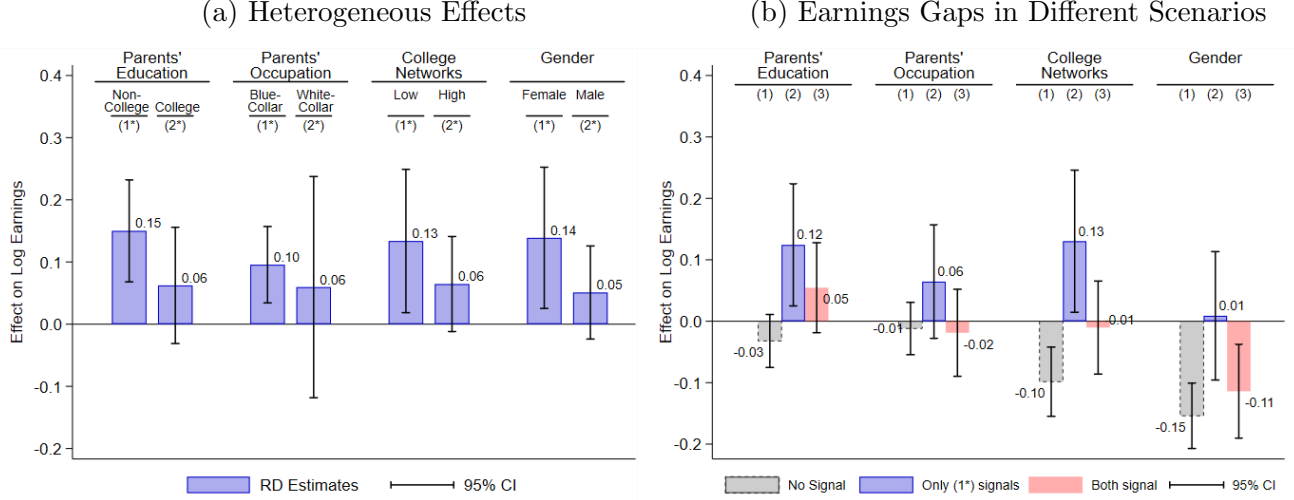 (a) Heterogeneous Effects
Parents' Education
Parents' Occupation
College Networks
Gender
Non-College
College
Blue-Collar
White-Collar
Low
High
Female
Male
(1*)
(2*)
(1*)
(2*)
(1*)
(2*)
(1*)
(2*)
Effect on Log Earnings
0.4
0.3
0.2
0.1
0.0
-0.1
-0.2
0.15
0.06
0.10
0.06
0.13
0.06
0.14
0.05
RD Estimates
95% CI
(b) Earnings Gaps in Different Scenarios
Parents' Education
Parents' Occupation
College Networks
Gender
(1) (2) (3)
(1) (2) (3)
(1) (2) (3)
(1) (2) (3)
Effect on Log Earnings
0.4
0.3
0.2
0.1
0.0
-0.1
-0.2
-0.03
0.12
0.05
-0.01
0.06
-0.02
-0.10
0.13
-0.01
-0.15
0.01
-0.11
No Signal
Only (1*) signals
Both signal
95% CI